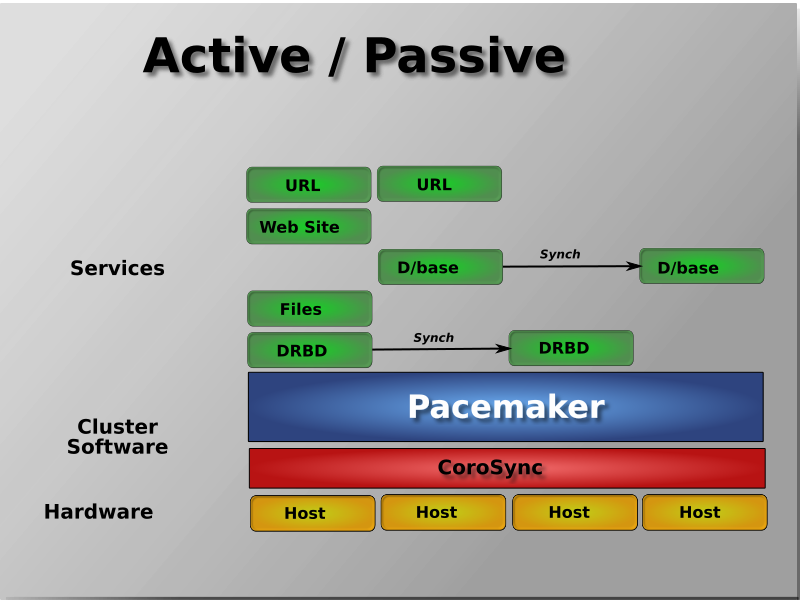 Active / Passive
URL
URL
Web Site
Services
D/base
Synch
D/base
Files
DRBD
Synch
DRBD
Cluster
Software
Pacemaker
CoroSync
Hardware
Host
Host
Host
Host